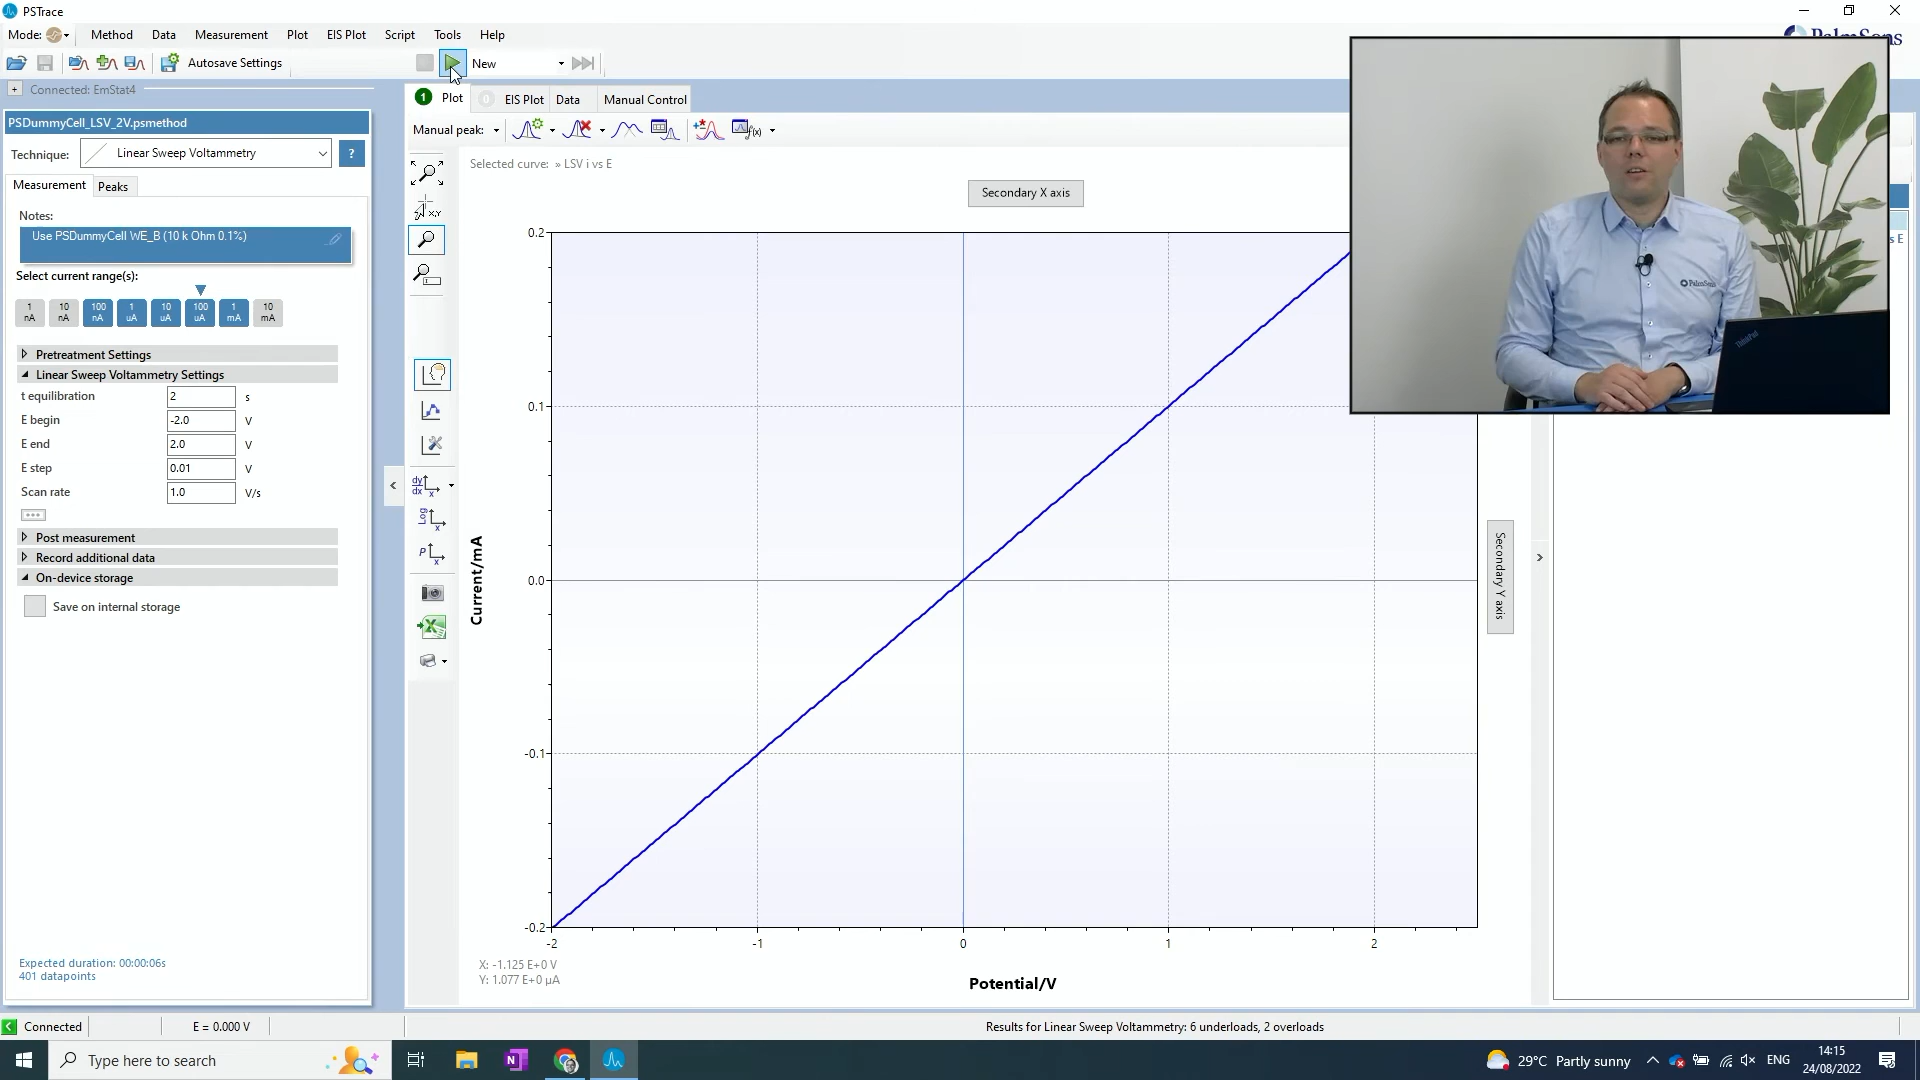 PSTrace
Mode:
Method
Data
Measurement
Plot
EIS Plot
Script
Tools
Help
Autosave Settings
New
PalmSens
Connected: EmStat4
PSDummyCell_LSV_2V.psmethod
Technique:
Linear Sweep Voltammetry
?
Measurement
Peaks
Notes:
Use PSDummyCell WE_B (10 k Ohm 0.1%)
Select current range(s):
1 nA
10 nA
100 nA
1 uA
10 uA
100 uA
1 mA
10 mA
Pretreatment Settings
Linear Sweep Voltammetry Settings
t equilibration 2 s
E begin -2.0 V
E end 2.0 V
E step 0.01 V
Scan rate 1.0 V/s
Post measurement
Record additional data
On-device storage
Save on internal storage
Expected duration: 00:00:06s
401 datapoints
1 Plot
0 EIS Plot
Data
Manual Control
Manual peak:
f(x)
Selected curve: » LSV i vs E
X,Y
dy/dx x
Log x
P x
Secondary X axis
0.2
0.1
0.0
-0.1
-0.2
Current/mA
-2
-1
0
1
2
Potential/V
X: -1.125 E+0 V
Y: 1.077 E+0 µA
Secondary Y axis
s E
PalmSens
ThinkPad
Connected
E = 0.000 V
Results for Linear Sweep Voltammetry: 6 underloads, 2 overloads
Type here to search
N
29°C Partly sunny
ENG
14:15
24/08/2022